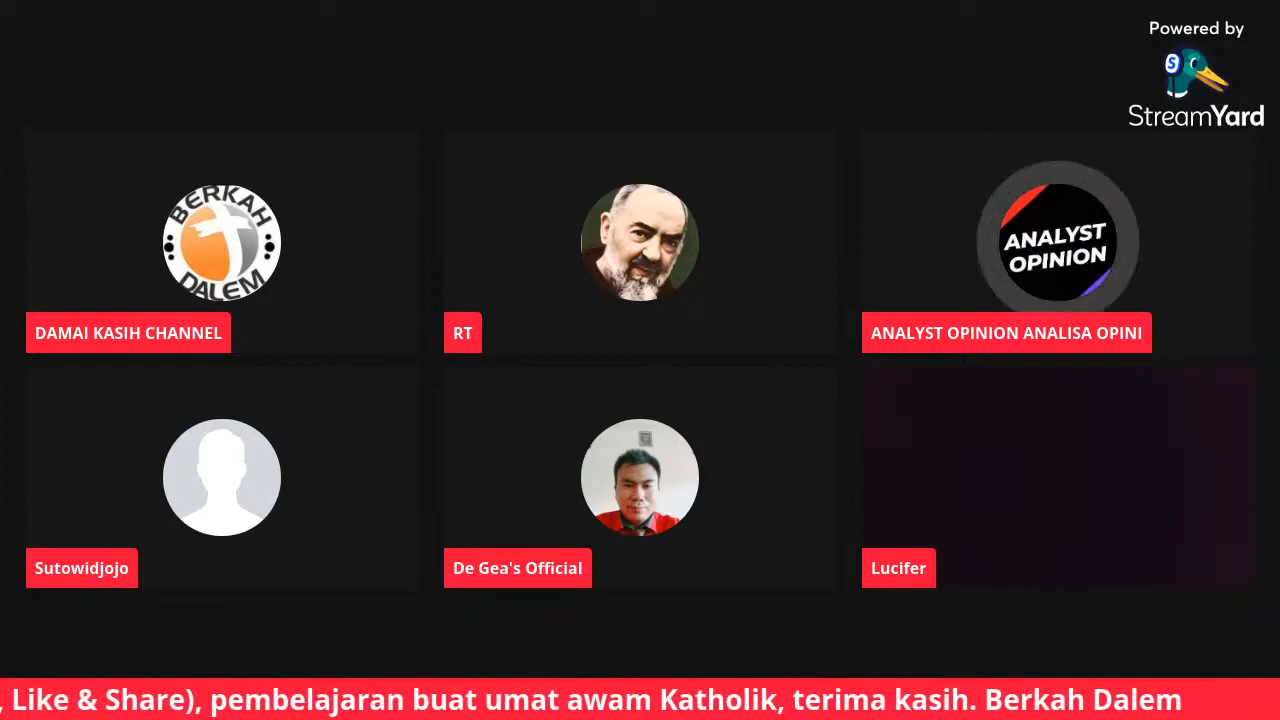 Powered by
S
StreamYard
BERKAH
DALEM
DAMAI KASIH CHANNEL
RT
ANALYST
OPINION
ANALYST OPINION ANALISA OPINI
Sutowidjojo
De Gea's Official
Lucifer
, Like & Share), pembelajaran buat umat awam Katholik, terima kasih. Berkah Dalem